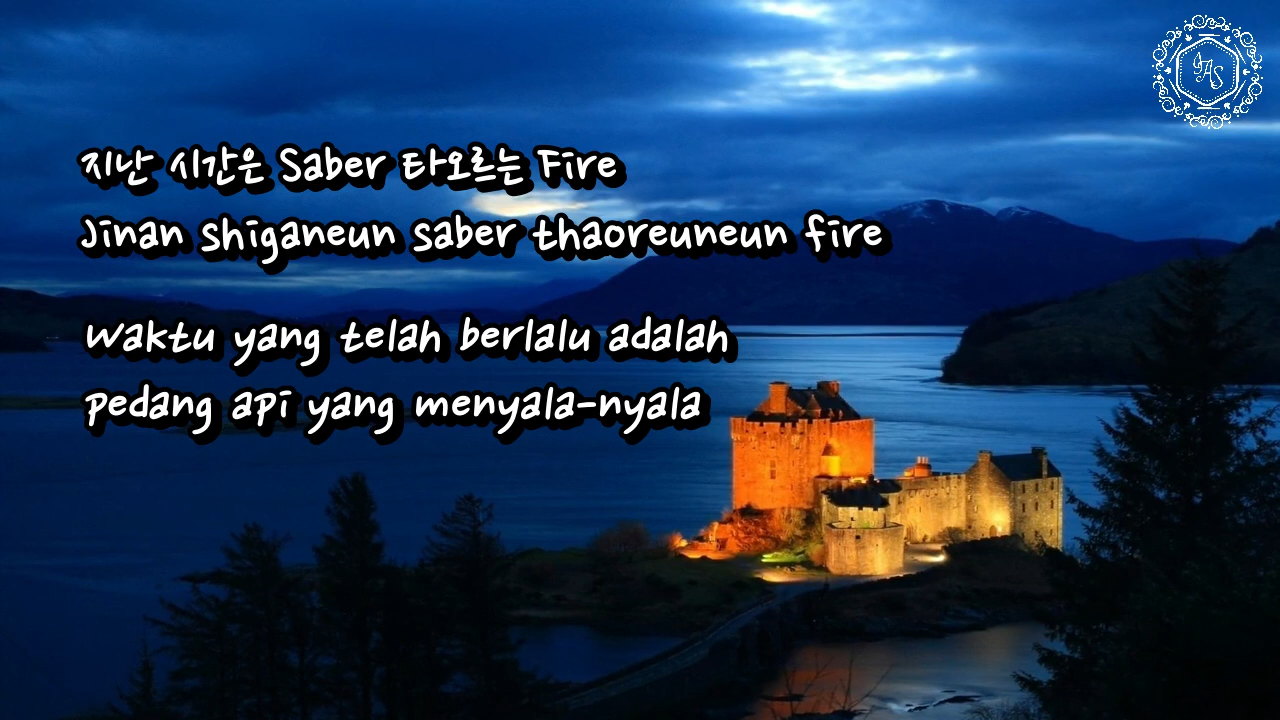 JAS
지난 시간은 Saber 타오르는 Fire
Jinan shiganeun saber thaoreuneun fire
Waktu yang telah berlalu adalah
pedang api yang menyala-nyala